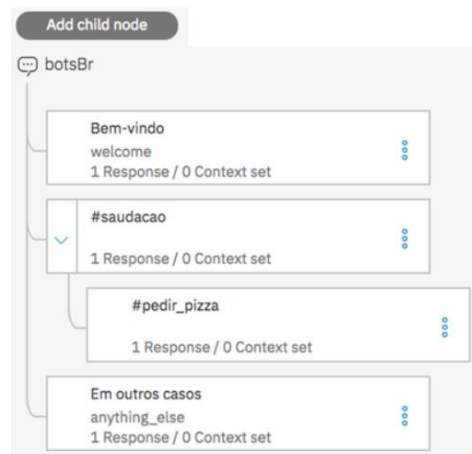 Add child node
botsBr
Bem-vindo
welcome
1 Response / 0 Context set
#saudacao
1 Response / 0 Context set
#pedir_pizza
1 Response / 0 Context set
Em outros casos
anything_else
1 Response / 0 Context set